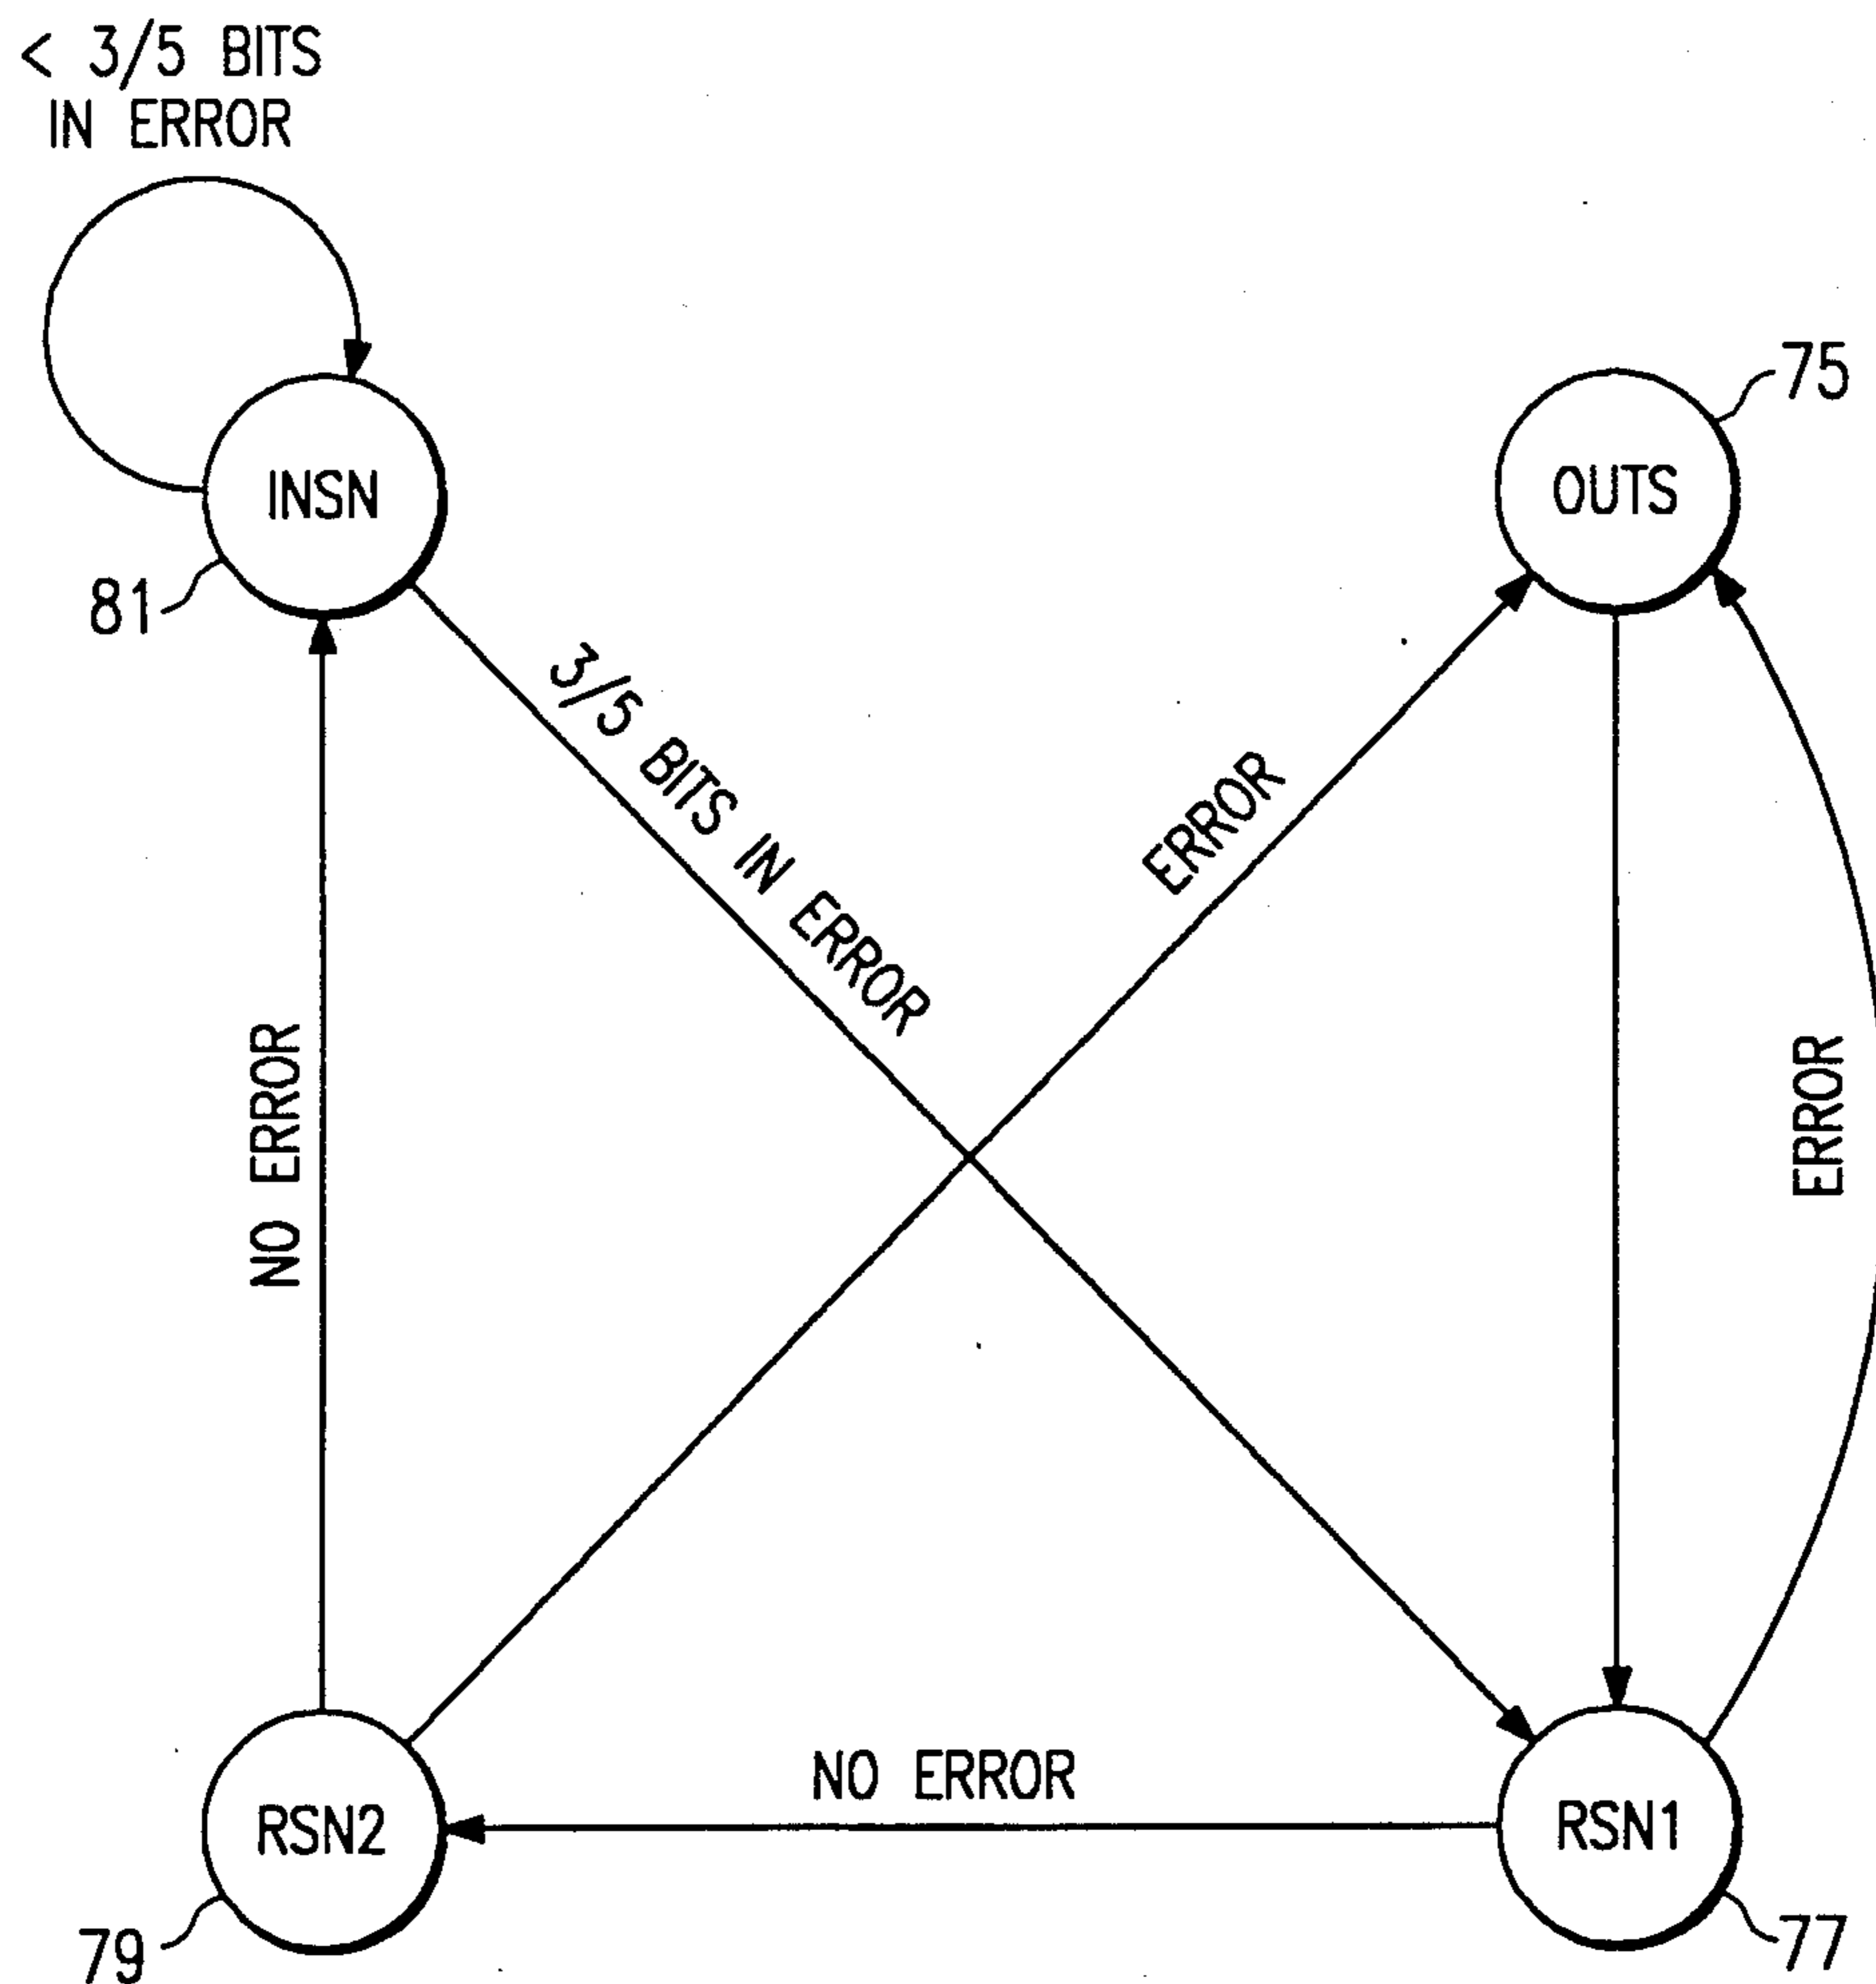 < 3/5 BITS
IN ERROR
75
INSN
OUTS
81
3/5 BITS IN ERROR
ERROR
NO ERROR
ERROR
NO ERROR
RSN2
RSN1
79
77